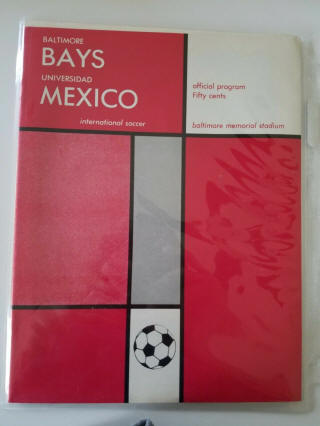 BALTIMORE
BAYS
UNIVERSIDAD
MEXICO
international soccer
official program
Fifty cents
baltimore memorial stadium